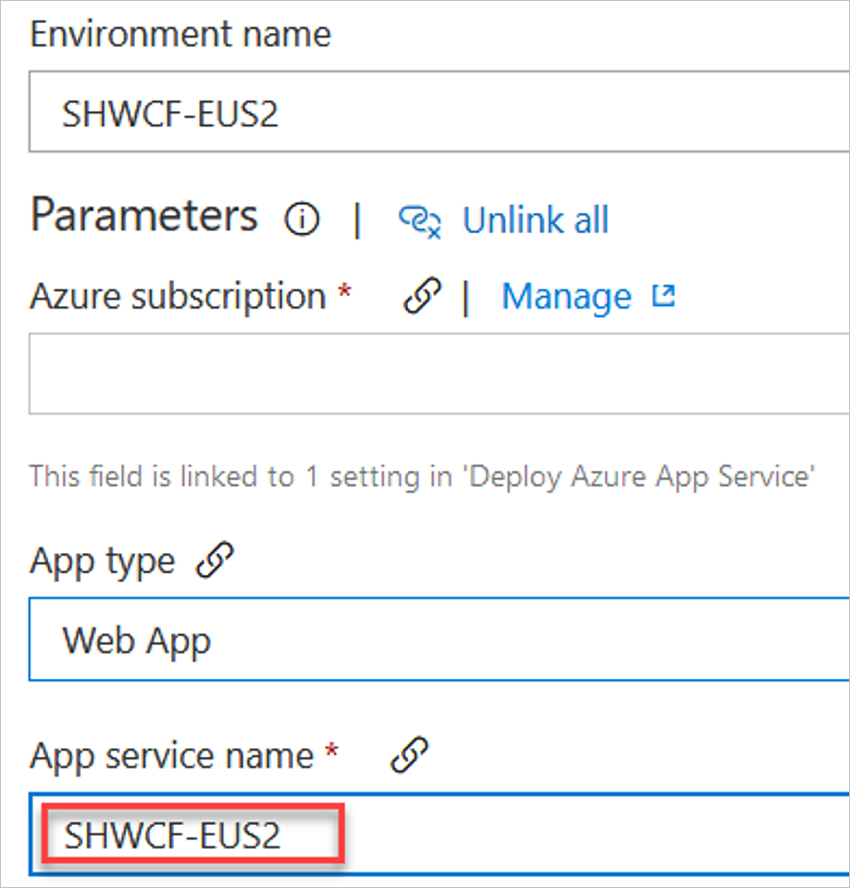 Environment name
SHWCF-EUS2
Parameters | Unlink all
Azure subscription * | Manage
This field is linked to 1 setting in 'Deploy Azure App Service'
App type
Web App
App service name *
SHWCF-EUS2